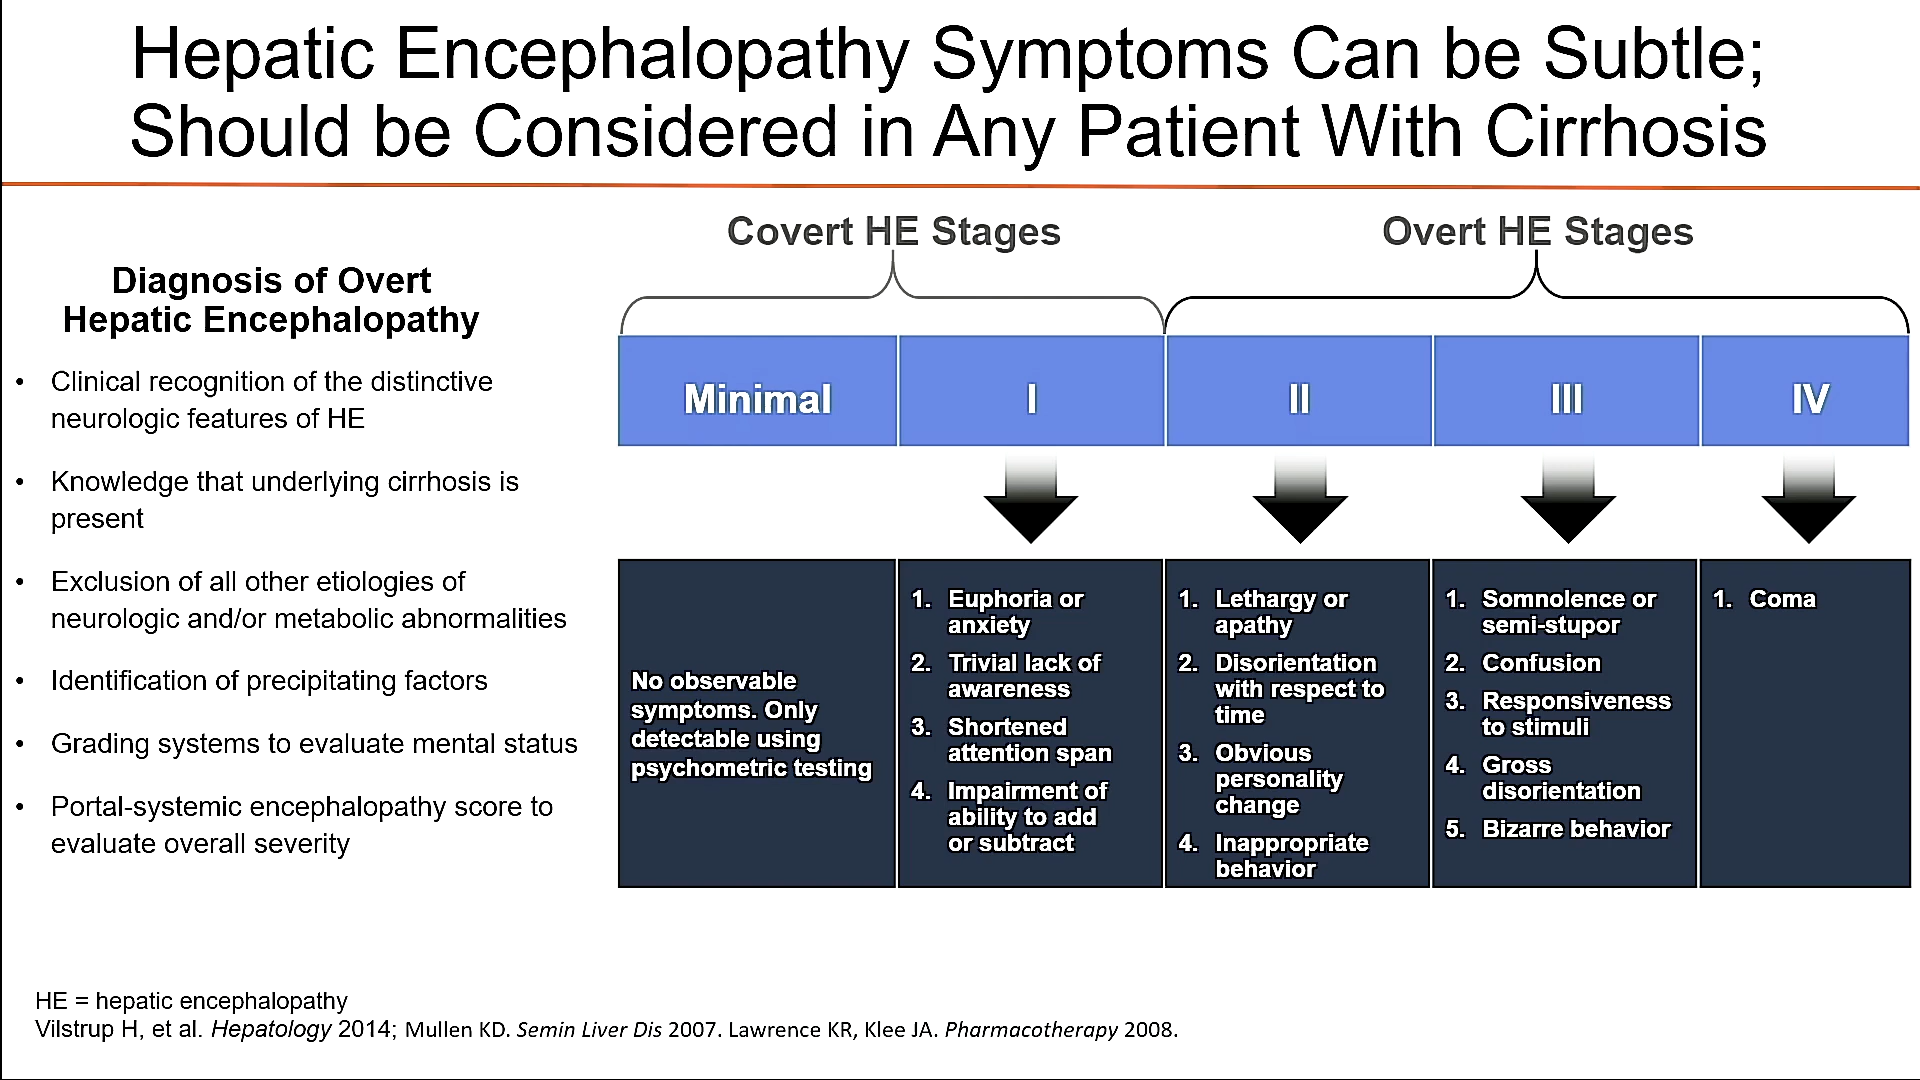 Hepatic Encephalopathy Symptoms Can be Subtle;
Should be Considered in Any Patient With Cirrhosis
Diagnosis of Overt
Hepatic Encephalopathy
• Clinical recognition of the distinctive
neurologic features of HE
• Knowledge that underlying cirrhosis is
present
• Exclusion of all other etiologies of
neurologic and/or metabolic abnormalities
• Identification of precipitating factors
• Grading systems to evaluate mental status
• Portal-systemic encephalopathy score to
evaluate overall severity
Covert HE Stages
Overt HE Stages
Minimal
I
II
III
IV
No observable
symptoms. Only
detectable using
psychometric testing
1. Euphoria or
anxiety
2. Trivial lack of
awareness
3. Shortened
attention span
4. Impairment of
ability to add
or subtract
1. Lethargy or
apathy
2. Disorientation
with respect to
time
3. Obvious
personality
change
4. Inappropriate
behavior
1. Somnolence or
semi-stupor
2. Confusion
3. Responsiveness
to stimuli
4. Gross
disorientation
5. Bizarre behavior
1. Coma
HE = hepatic encephalopathy
Vilstrup H, et al. Hepatology 2014; Mullen KD. Semin Liver Dis 2007. Lawrence KR, Klee JA. Pharmacotherapy 2008.